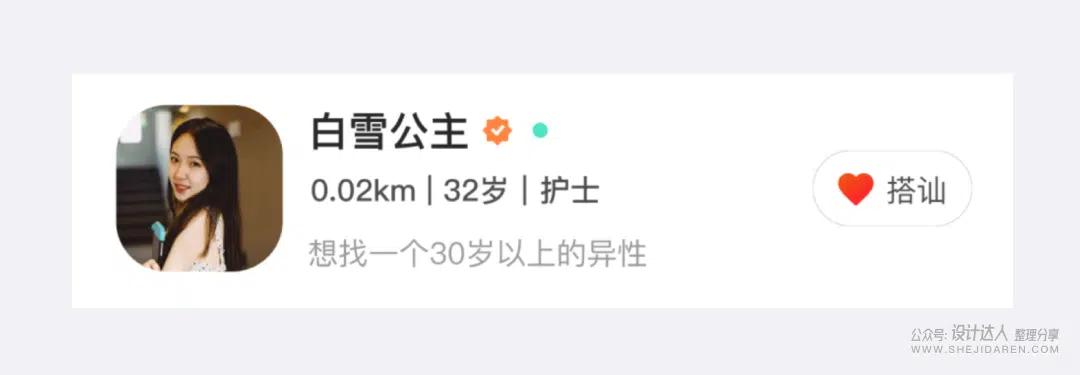 白雪公主
0.02km | 32岁 | 护士
想找一个30岁以上的异性
搭讪
公众号: 设计达人 整理分享
WWW.SHEJIDAREN.COM